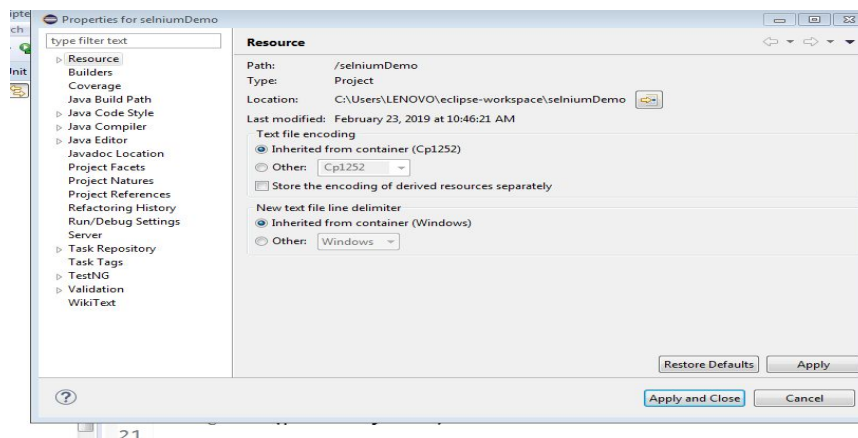 ipte
Properties for selniumDemo
ch
type filter text
Resource
Resource
Builders
Coverage
Java Build Path
Java Code Style
Java Compiler
Java Editor
Javadoc Location
Project Facets
Project Natures
Project References
Refactoring History
Run/Debug Settings
Server
Task Repository
Task Tags
TestNG
Validation
WikiText
Init
Path: /selniumDemo
Type: Project
Location: C:\Users\LENOVO\eclipse-workspace\selniumDemo
Last modified: February 23, 2019 at 10:46:21 AM
Text file encoding
Inherited from container (Cp1252)
Other: Cp1252
Store the encoding of derived resources separately
New text file line delimiter
Inherited from container (Windows)
Other: Windows
Restore Defaults Apply
? Apply and Close Cancel
21